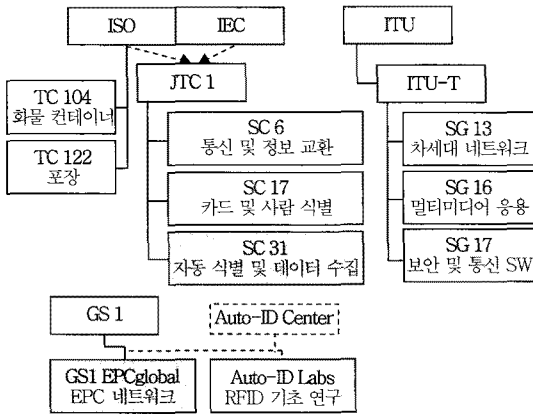 ISO
IEC
ITU
JTC 1
ITU-T
TC 104
화물 컨테이너
TC 122
포장
SC 6
통신 및 정보 교환
SC 17
카드 및 사람 식별
SC 31
자동 식별 및 데이터 수집
SG 13
차세대 네트워크
SG 16
멀티미디어 응용
SG 17
보안 및 통신 SW
GS 1
Auto-ID Center
GS1 EPCglobal
EPC 네트워크
Auto-ID Labs
RFID 기초 연구